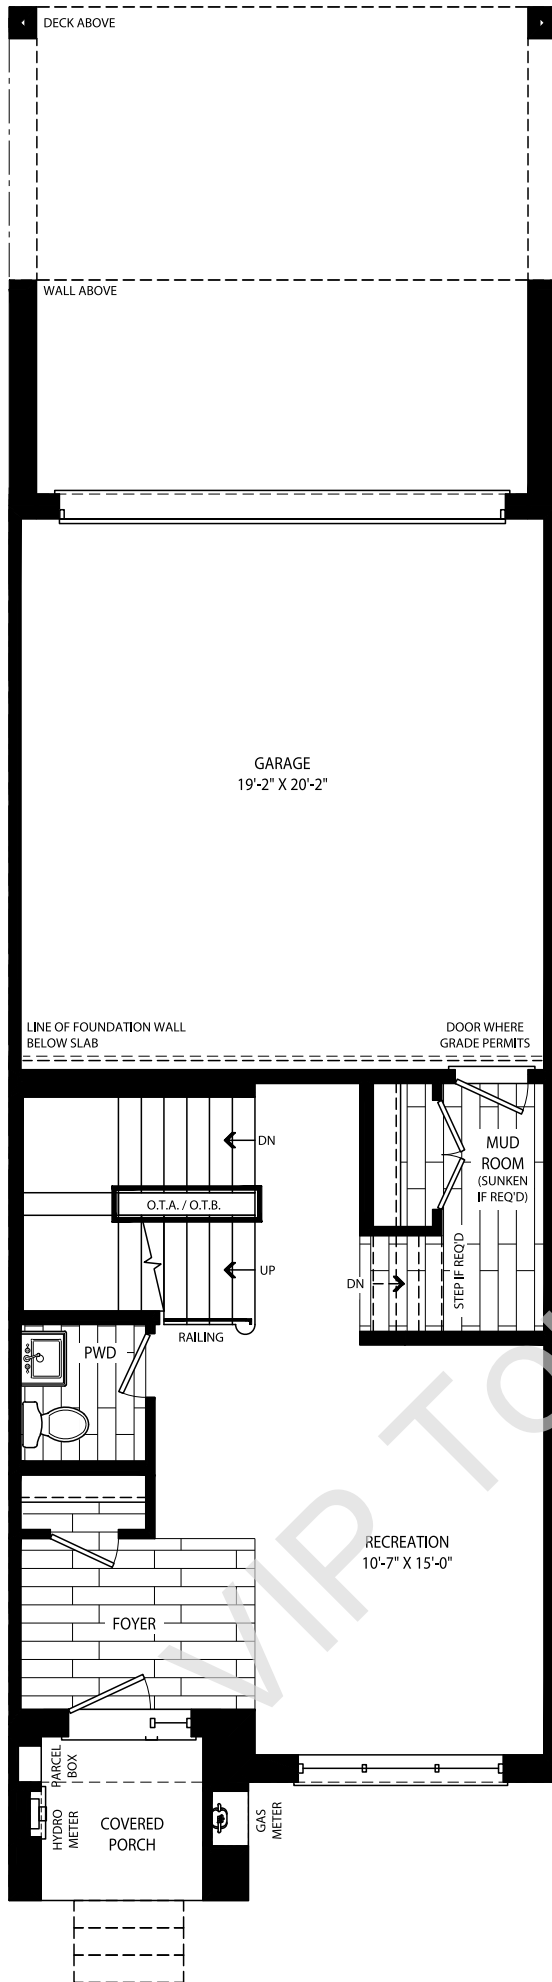 DECK ABOVE
WALL ABOVE
GARAGE
19'-2" X 20'-2"
LINE OF FOUNDATION WALL
BELOW SLAB
DOOR WHERE
GRADE PERMITS
DN
MUD
ROOM
(SUNKEN
IF REQ'D)
O.T.A. / O.T.B.
UP
DN
STEP IF REQ'D
RAILING
PWD
RECREATION
10'-7" X 15'-0"
FOYER
PARCEL
BOX
HYDRO
METER
COVERED
PORCH
GAS
METER
VIP To